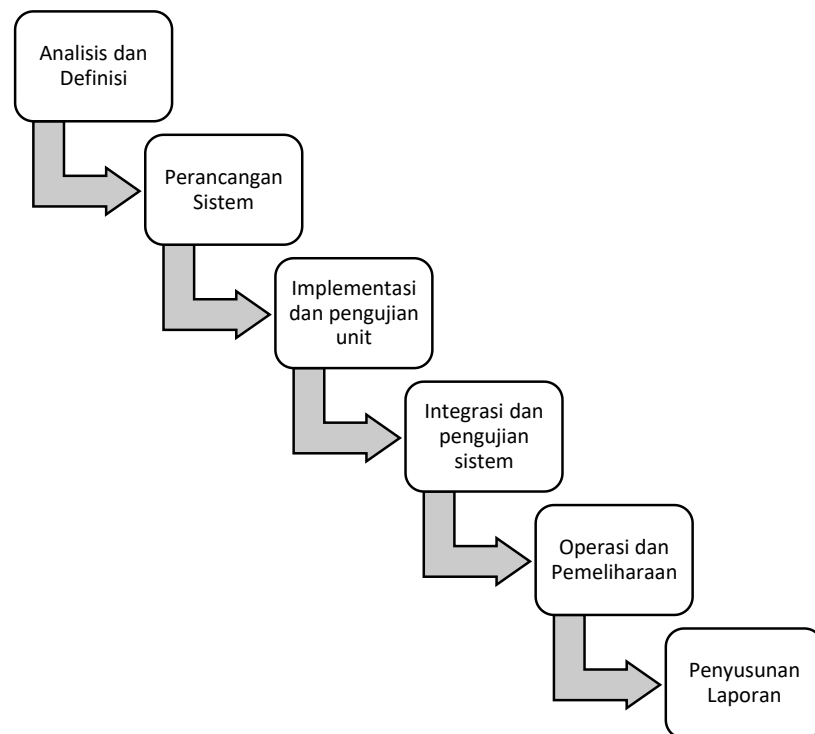 Analisis dan
Definisi
Perancangan
Sistem
Implementasi
dan pengujian
unit
Integrasi dan
pengujian
sistem
Operasi dan
Pemeliharaan
Penyusunan
Laporan